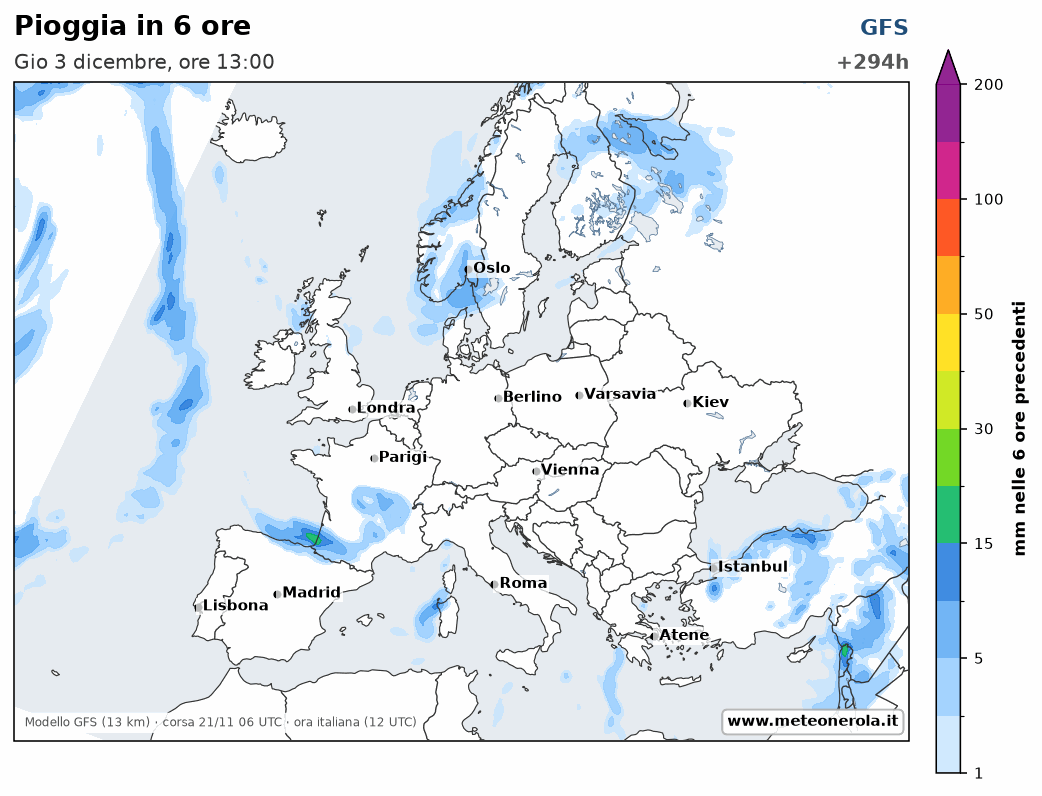 Pioggia in 6 ore
GFS
Gio 3 dicembre, ore 13:00
+294h
200
100
50
30
15
5
1
mm nelle 6 ore precedenti
Oslo
Berlino
Varsavia
Kiev
Londra
Parigi
Vienna
Istanbul
Roma
Madrid
Lisbona
Atene
Modello GFS (13 km) · corsa 21/11 06 UTC · ora italiana (12 UTC)
www.meteonerola.it